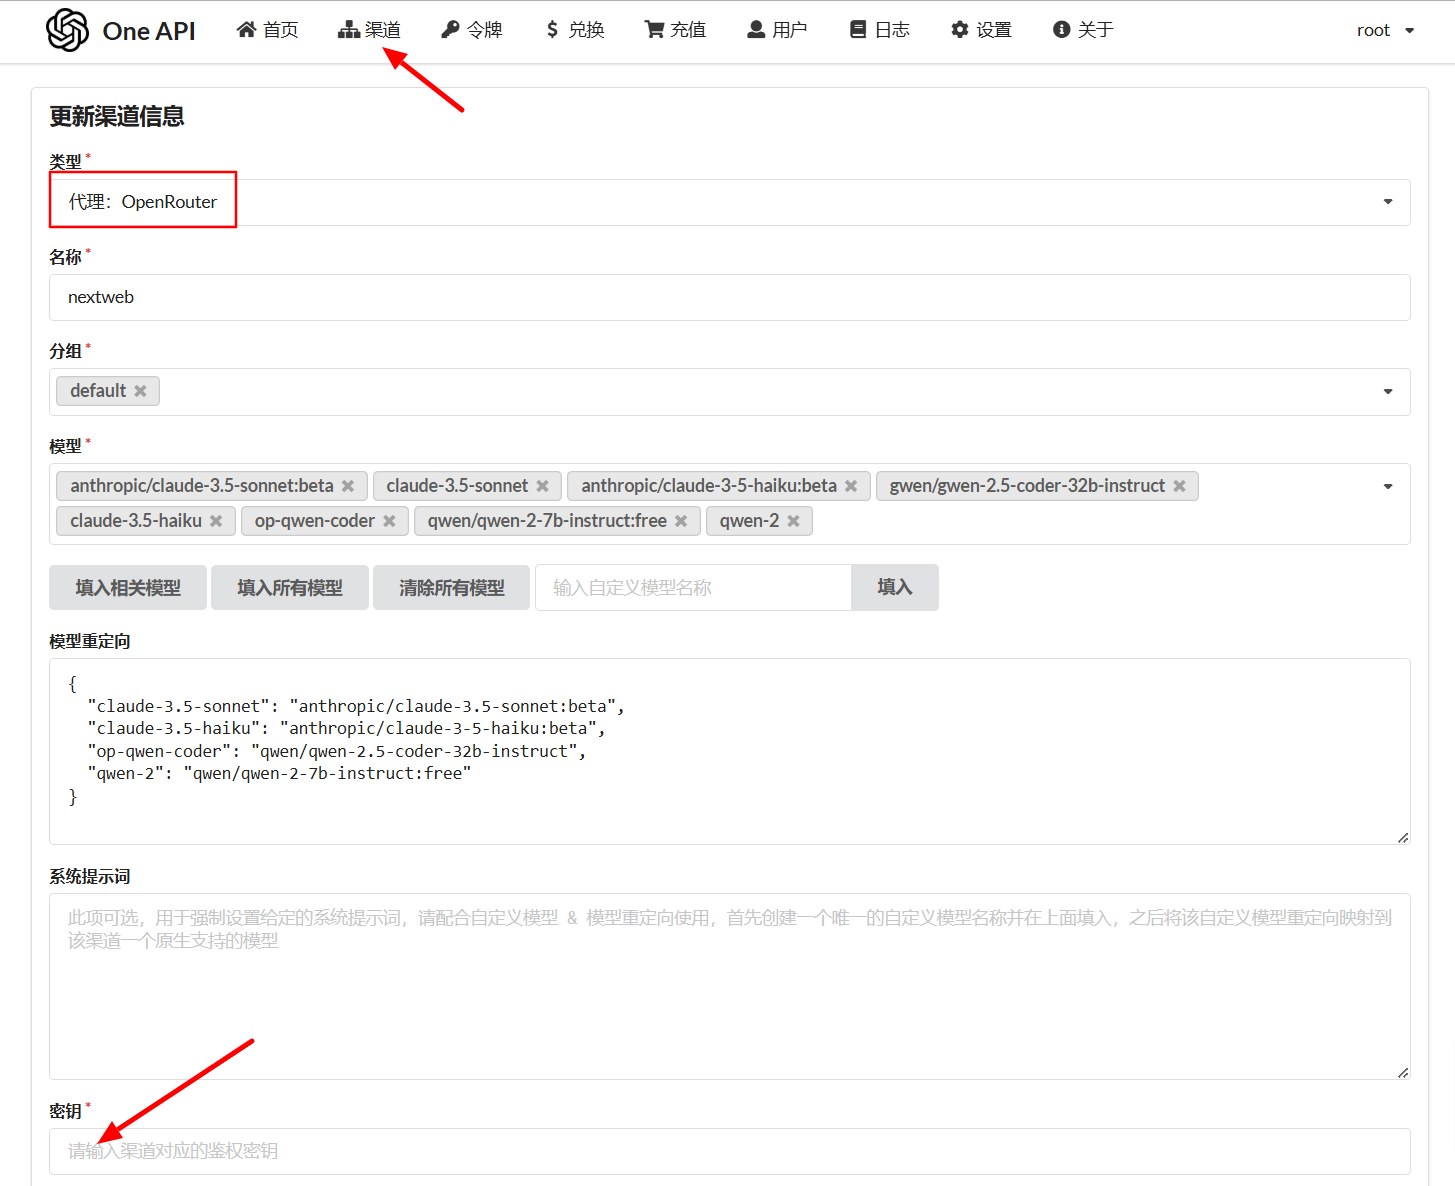 One API 首页 渠道 令牌 兑换 充值 用户 日志 设置 关于 root
更新渠道信息
类型 *
代理：OpenRouter
名称 *
nextweb
分组 *
default
模型 *
anthropic/claude-3.5-sonnet:beta claude-3.5-sonnet anthropic/claude-3-5-haiku:beta gwen/gwen-2.5-coder-32b-instruct
claude-3.5-haiku op-qwen-coder qwen/qwen-2-7b-instruct:free qwen-2
填入相关模型 填入所有模型 清除所有模型 输入自定义模型名称 填入
模型重定向
{
"claude-3.5-sonnet": "anthropic/claude-3.5-sonnet:beta",
"claude-3.5-haiku": "anthropic/claude-3-5-haiku:beta",
"op-qwen-coder": "qwen/qwen-2.5-coder-32b-instruct",
"qwen-2": "qwen/qwen-2-7b-instruct:free"
}
系统提示词
此项可选，用于强制设置给定的系统提示词，请配合自定义模型 & 模型重定向使用，首先创建一个唯一的自定义模型名称并在上面填入，之后将该自定义模型重定向映射到
该渠道一个原生支持的模型
密钥 *
请输入渠道对应的鉴权密钥